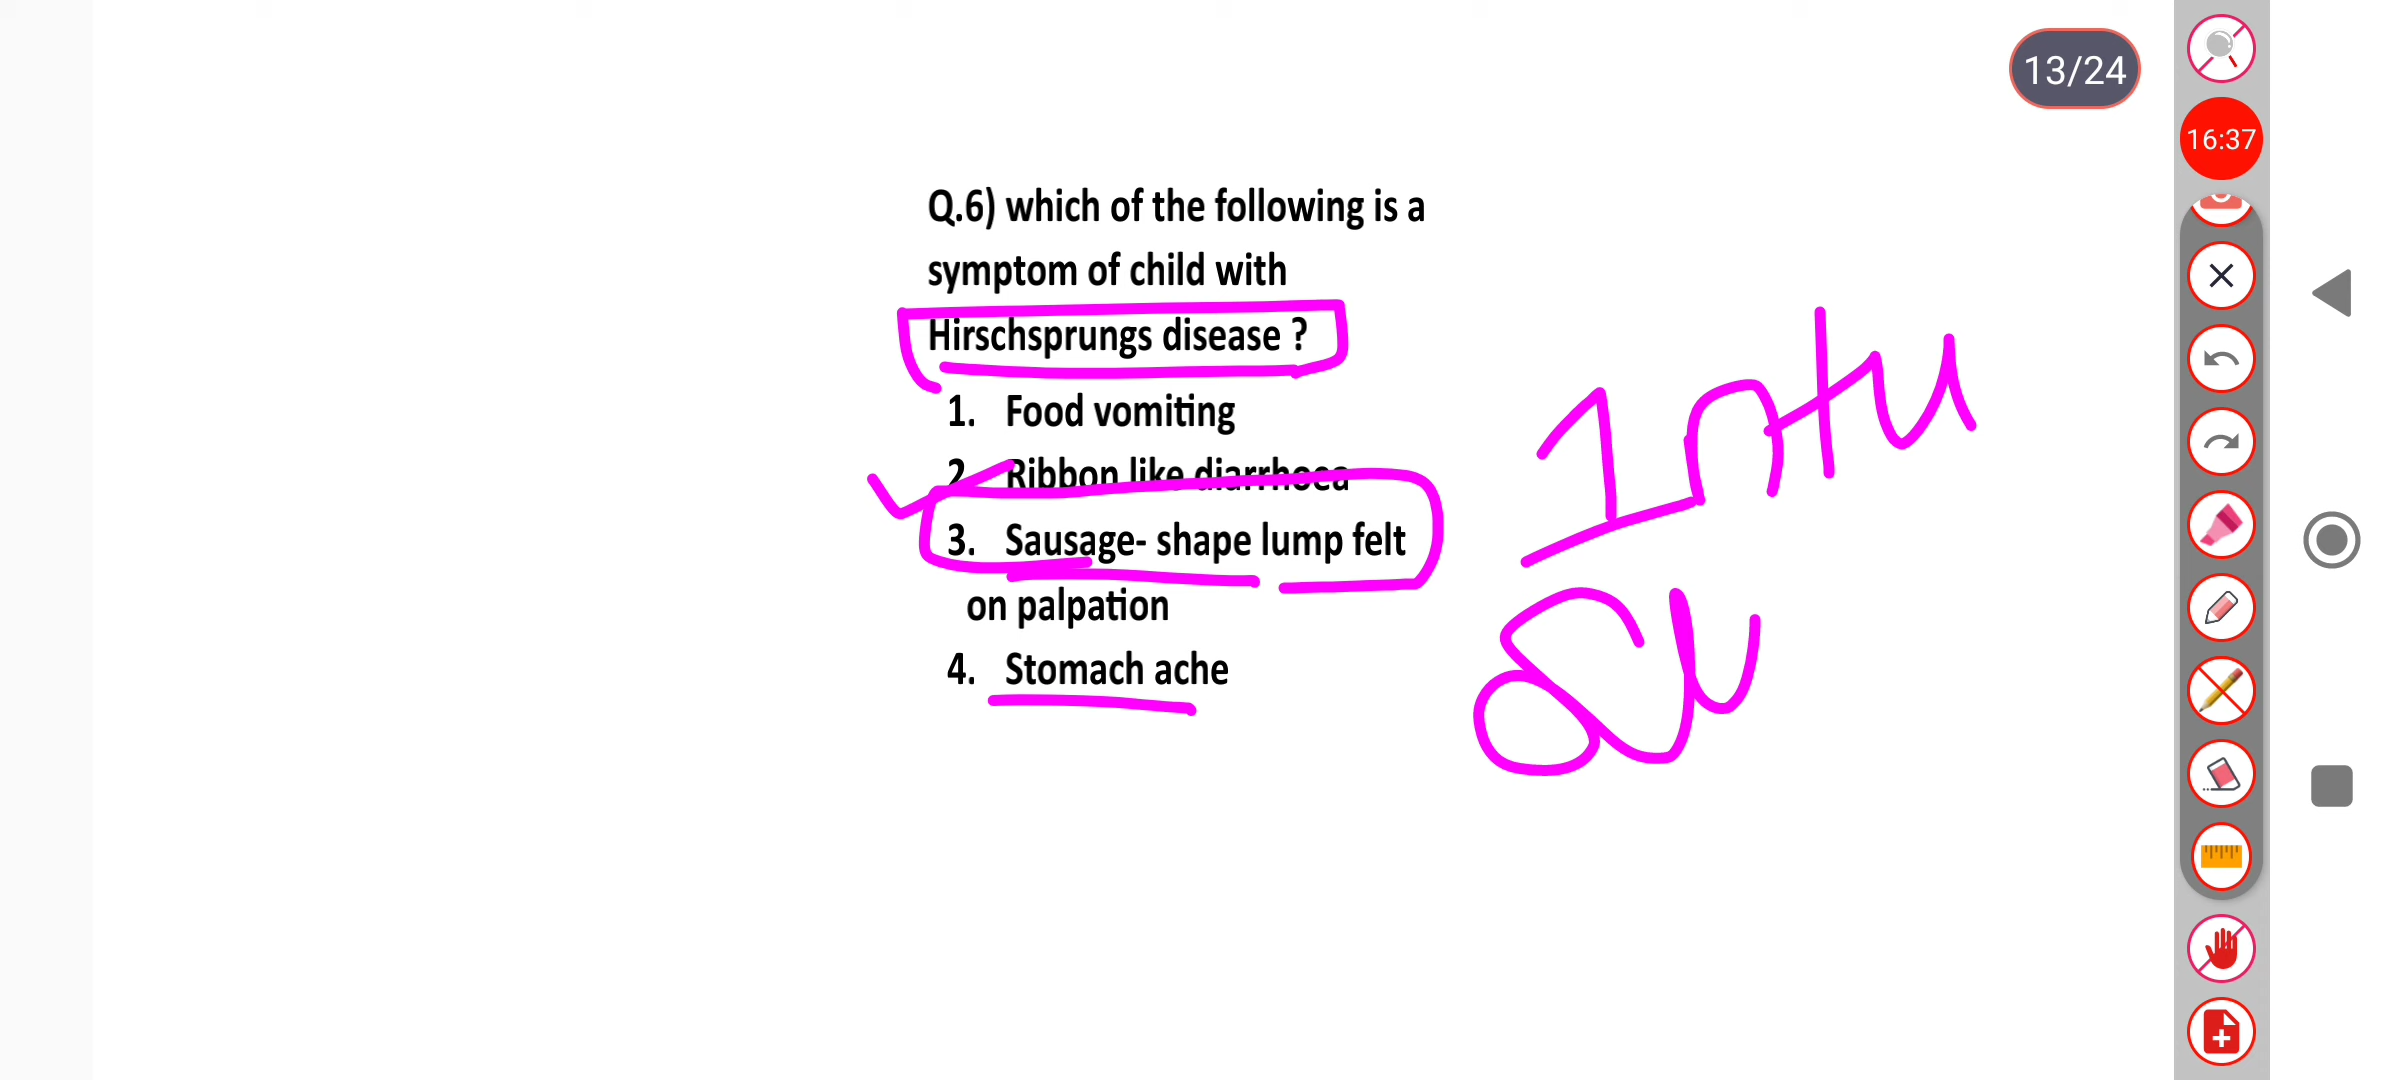 13/24
16:37
Q.6) which of the following is a
symptom of child with
Hirschsprungs disease ?
1. Food vomiting
2. Ribbon like diarrhoea
3. Sausage- shape lump felt
on palpation
4. Stomach ache
Intu